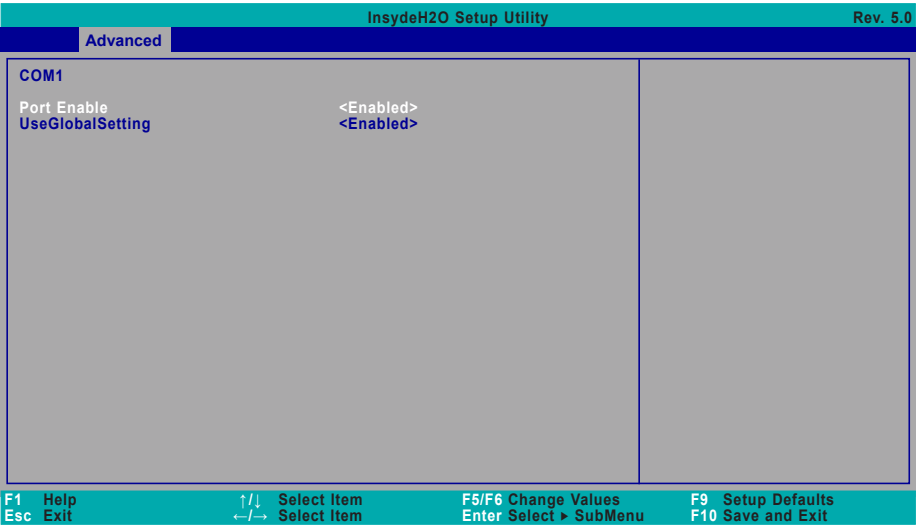 InsydeH2O Setup Utility Rev. 5.0
Advanced
COM1
Port Enable <Enabled>
UseGlobalSetting <Enabled>
F1 Help ↑/↓ Select Item F5/F6 Change Values F9 Setup Defaults
Esc Exit ←/→ Select Item Enter Select ▸ SubMenu F10 Save and Exit